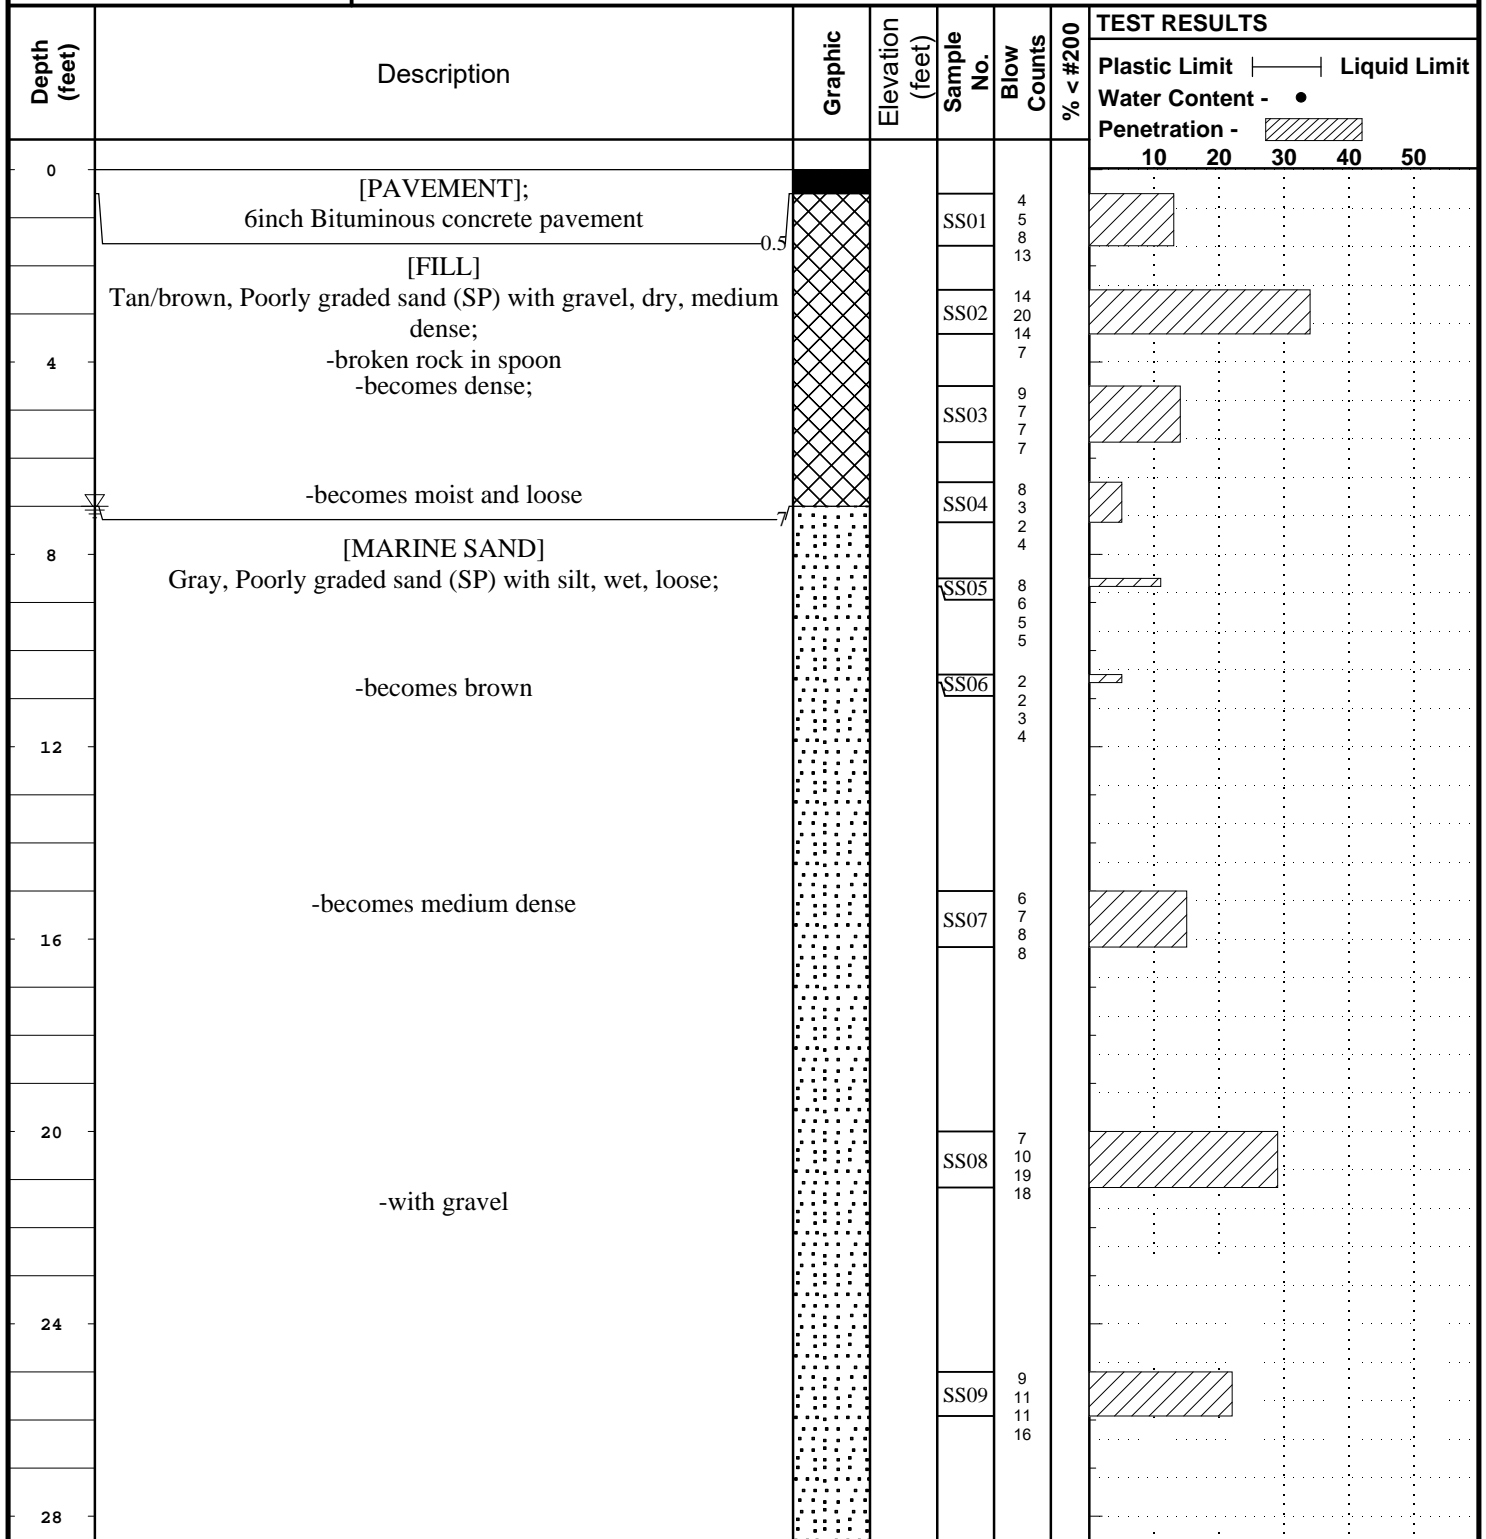 Depth (feet)
Description
Graphic
Elevation (feet)
Sample No.
Blow Counts
% < #200
TEST RESULTS
Plastic Limit Liquid Limit
Water Content -
Penetration -
10 20 30 40 50
0
[PAVEMENT];
6inch Bituminous concrete pavement
0.5
SS01
4
5
8
13
[FILL]
Tan/brown, Poorly graded sand (SP) with gravel, dry, medium
dense;
-broken rock in spoon
SS02
14
20
14
7
4
-becomes dense;
SS03
9
7
7
7
-becomes moist and loose
7
SS04
8
3
2
4
8
[MARINE SAND]
Gray, Poorly graded sand (SP) with silt, wet, loose;
SS05
8
6
5
5
-becomes brown
SS06
2
2
3
4
12
-becomes medium dense
SS07
6
7
8
8
16
20
SS08
7
10
19
18
-with gravel
24
SS09
9
11
11
16
28